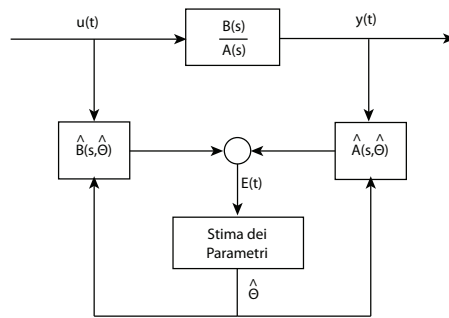 u(t)
B(s)
A(s)
y(t)
B̂(s,Θ̂)
Â(s,Θ̂)
E(t)
Stima dei
Parametri
Θ̂